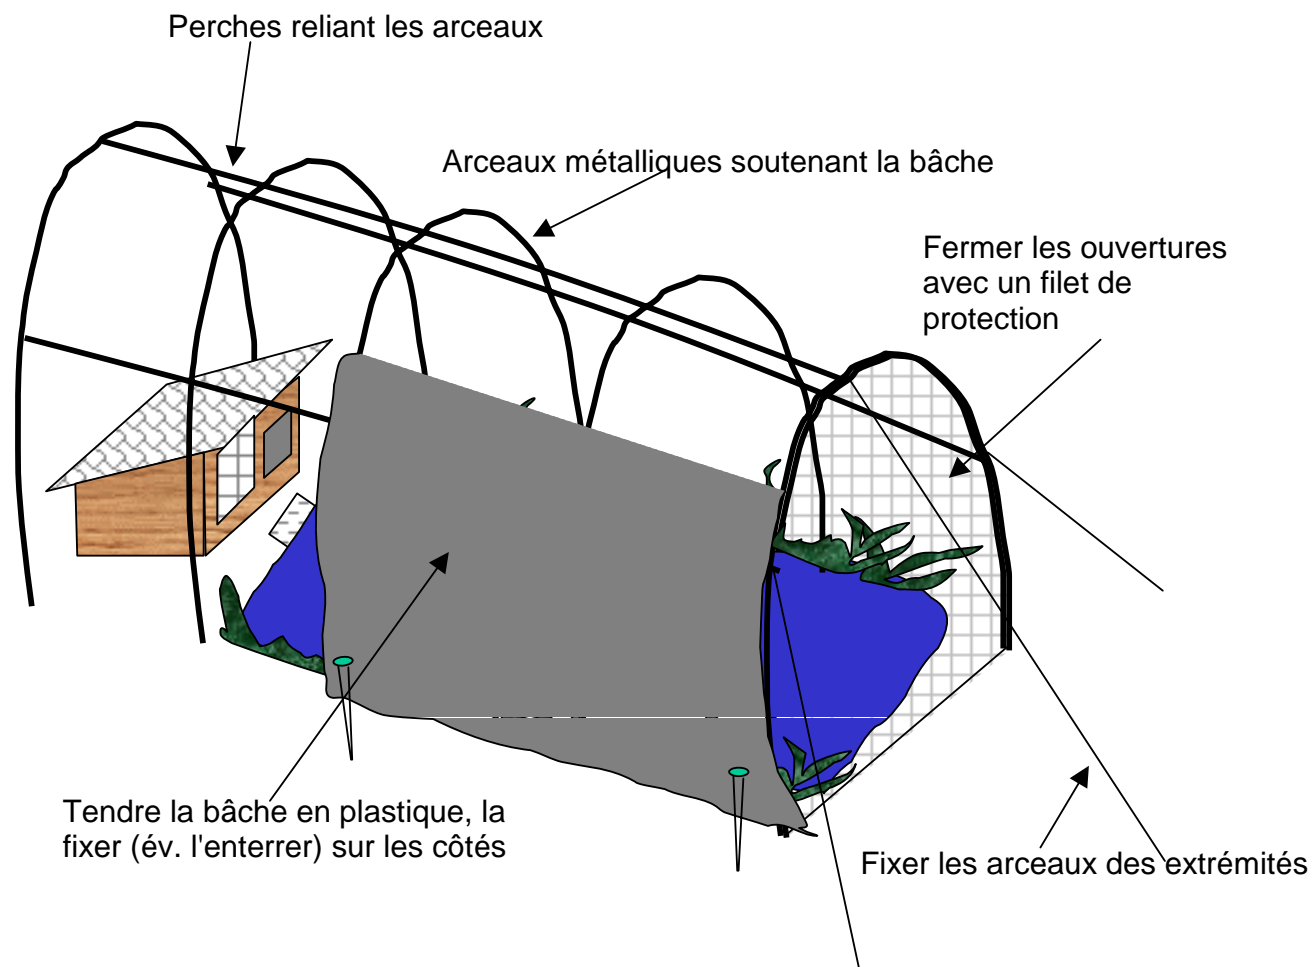 Perches reliant les arceaux
Arceaux métalliques soutenant la bâche
Fermer les ouvertures
avec un filet de
protection
Tendre la bâche en plastique, la
fixer (év. l'enterrer) sur les côtés
Fixer les arceaux des extrémités